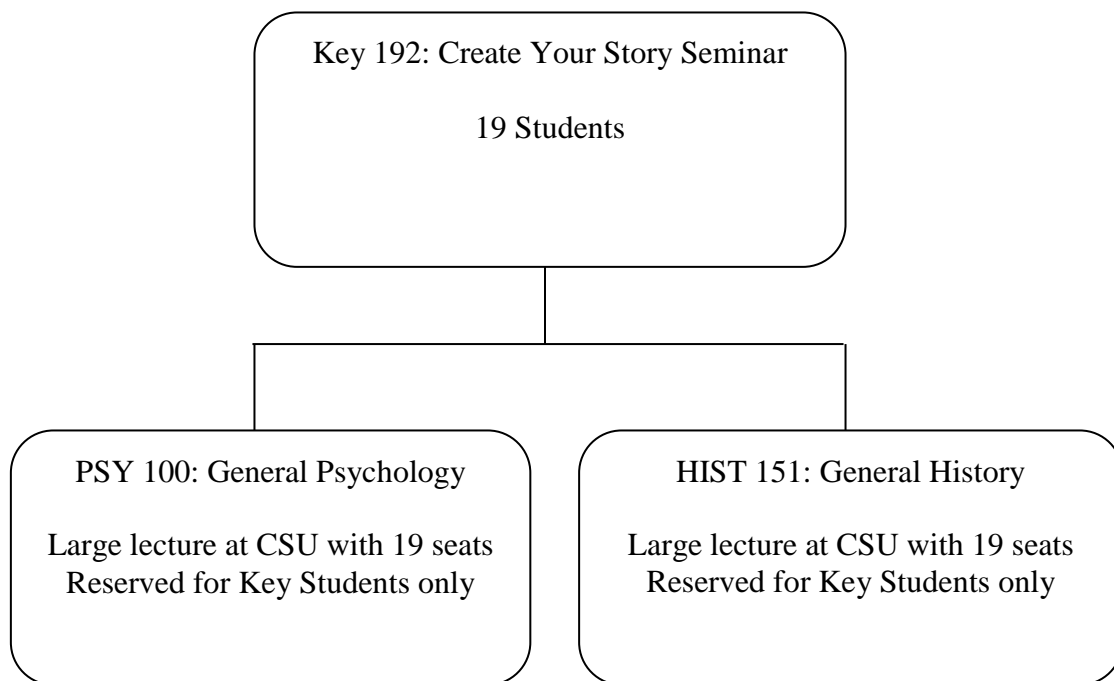 Key 192: Create Your Story Seminar
19 Students
PSY 100: General Psychology
Large lecture at CSU with 19 seats
Reserved for Key Students only
HIST 151: General History
Large lecture at CSU with 19 seats
Reserved for Key Students only